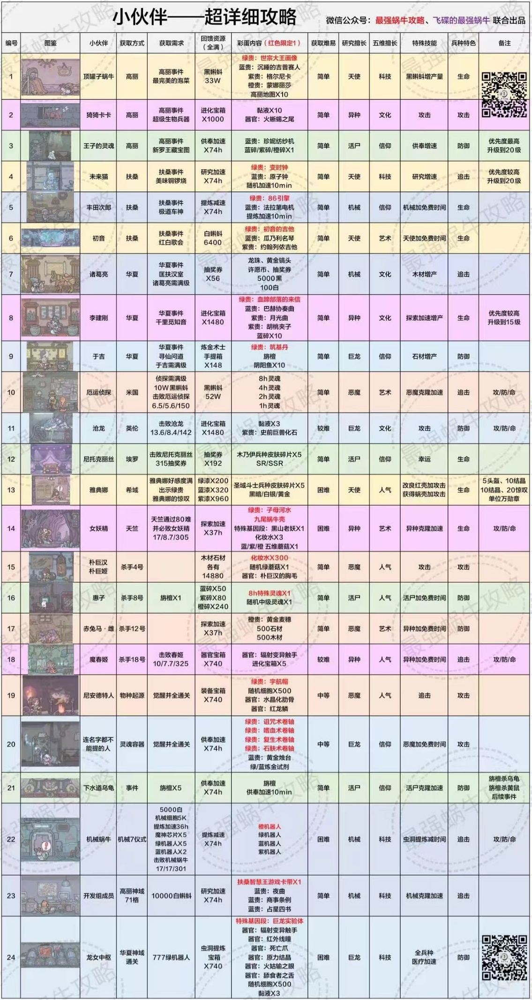 小伙伴——超详细攻略
微信公众号：最强蜗牛攻略、飞碟的最强蜗牛 联合出品
编号 图鉴 小伙伴 获取方式 获取需求 回馈资源（全满） 彩蛋内容（红色限定1） 获取难易 研究擅长 五维擅长 特殊技能 兵种特色 备注
1 顶罐子蜗牛 高丽 高丽事件 最完美的泡菜 黑蝌蚪 33W 绿贵：世宗大王画像 蓝贵：沉睡的吉普赛人 紫贵：格尔尼卡 橙贵：蒙娜丽莎 高丽地图X10 简单 天使 科技 黑蝌蚪增产量 生命
2 猗猗卡卡 高丽 高丽事件 超级生物兵器 进化宝箱 X1000 黏液X10 器官：火蜥蜴之尾 简单 异种 文化 攻击 攻击
3 王子的灵魂 高丽 高丽事件 新罗王藏宝图 供奉加速 X74h 蓝贵：珍妮纺纱机 蓝碎/紫碎/橙碎X1 简单 活尸 信仰 供奉增速 防御 优先度最高 升级到20级
4 未来猫 扶桑 扶桑事件 美味铜锣烧 研究加速 X74h 绿贵：变时钟 蓝贵：原子钟 随机加速10min 简单 天使 科技 研究增速 追击 优先度较高 升级到20级
5 丰田次郎 扶桑 扶桑事件 极道车神 提炼减速 X74h 绿贵：86引擎 蓝贵：法拉第电机 提炼加速10min 简单 机械 信仰 机械加免费时间 生命
6 初音 扶桑 扶桑事件 红白歌会 白蝌蚪 6400 绿贵：初音的吉他 蓝贵：瓜乃利名琴 紫贵：约翰列侬吉他 简单 天使 艺术 天使加免费时间 生命
7 诸葛亮 华夏 华夏事件 匡扶汉室 诸葛亮需满级 抽奖券 X56 龙珠、黄金镐头 许愿币、抽奖券 5000黑 100白 简单 机械 文化 木材增产 追击
8 李建刚 华夏 华夏事件 千里觅知音 进化宝箱 X1480 绿贵：血蹄部落的来信 蓝贵：巴赫协奏曲 紫贵：月光曲 紫贵：胡桃夹子 蓝碎X10 简单 异种 文化 探索加速增产 生命 优先度较高 升级到15级
9 于吉 华夏 华夏事件 寻仙问道 于吉需满级 炼金术士 手提箱 X148 绿贵：筑基丹 旃檀 阴阳鱼X10 简单 巨龙 信仰 石材增产 防御
10 厄运侦探 米国 侦探需满级 10W黑蝌蚪 击败厄运侦探 6.5/5.6/150 黑蝌蚪 52W 8h灵魂 4h灵魂 2h灵魂 1h灵魂 简单 恶魔 艺术 恶魔克隆加速 追击 攻/防/命
11 沧龙 英伦 击败沧龙 13.6/8.4/142 进化宝箱 X1480 黏液X3 紫贵：史前巨兽化石 较难 巨龙 文化 攻击 防御 攻/防/命
12 尼托克丽丝 埃罗 击败尼托克丽丝 315抽奖券 抽奖券 X192 木乃伊兵种皮肤碎片X5 SR/SSR 简单 活尸 信仰 幸运 生命
13 雅典娜 希域 雅典娜好感度满 出示绿贵 雅典娜的惊叹 绿漆X200 蓝漆X320 紫漆X960 圣域斗士兵种皮肤碎片X5 黑暗/白银/黄金 困难 天使 人气 改良红壳加攻击 获得蜗壳加攻击 生命 5头盔、10结晶 10结晶、20惊叹 单位万勋章
14 女妖精 天竺 天竺通过80难 并必败女妖精 17/8.7/305 探索加速 X37h 绿贵：子母河水 九尾蜗牛壳 特殊基因段：黑山老妖X1 化妆水X3 蓝/紫/橙 五维蘑菇X1 困难 异种 艺术 异种克隆加速 生命 攻/防/命
15 朴巨汉 朴巨姬 杀手4号 木材石材 各有 14880 化妆水X300 随机绿蘑菇X1 器官：朴巨汉的胸毛 简单 恶魔 人气 攻击 攻击
16 惠子 杀手8号 旃檀X1 蓝碎X50 紫碎X80 橙碎X240 8h特殊灵魂X1 随机中级灵魂X1 简单 活尸 人气 活尸加免费时间 防御
17 赤兔马·雌 杀手12号 探索加速 X37h 橙贵：黄金麦穗 500石材 500木材 简单 恶魔 艺术 异种加免费时间 防御
18 魔春姬 杀手18号 击败春姬 10/7.7/325 器官宝箱 X740 器官：辐射变异触手 进化宝箱X5 较难 异种 人气 异种加免费时间 追击 攻/防/命
19 尼安德特人 物种起源 觉醒并全通关 装备宝箱 X740 绿贵：宇航帽 随机细胞X500 器官：水晶化肋骨 器官：红龙鳞 中等 恶魔 人气 追击 攻击
20 连名字都不能提的人 灵魂容器 觉醒并全通关 供奉加速 X74h 绿贵：诅咒术卷轴 绿贵：嗜血术卷轴 绿贵：复生术卷轴 绿贵：石肤术卷轴 蓝贵：黄金烛台 绿/蓝炼金试剂 中等 巨龙 信仰 恶魔加免费时间 攻击
21 下水道乌龟 事件 旃檀X5 供奉加速 X74h 旃檀 供奉加速10min 简单 活尸 信仰 活尸克隆加速 防御 旃檀杀乌龟 旃檀杀黄鼠 后续事件
22 机械蜗牛 机械7仪式 5000白 机械细胞5K 提炼加速36h 魔神芯片X5 绿机器人X5 蓝机器人X2 击败机械蜗牛 17/17/301 提炼减速 X74h 橙机器人 绿机器人 蓝机器人 紫机器人 困难 机械 科技 虫洞提炼减时间 追击 攻/防/命
23 开发组成员 高丽神域 71格 10000白蝌蚪 研究加速 X74h 扶桑智慧王游戏卡带X1 蓝贵：夜曲 蓝贵：商事条例 蓝贵：占星四书 简单 机械 科技 机械克隆加速 追击
24 龙女中枢 华夏神域 通关 777绿机器人 虫洞提炼 宝箱 X740 特殊基因段：巨龙实验体 器官：辐射变异触手 器官：红外线瞳 器官：死亡爪 器官：原力结晶 器官：火姑输之眼 器官：舔食者之舌 随机细胞X500 黏液X3 困难 巨龙 科技 全兵种 医疗加速 防御
最强蜗牛攻略